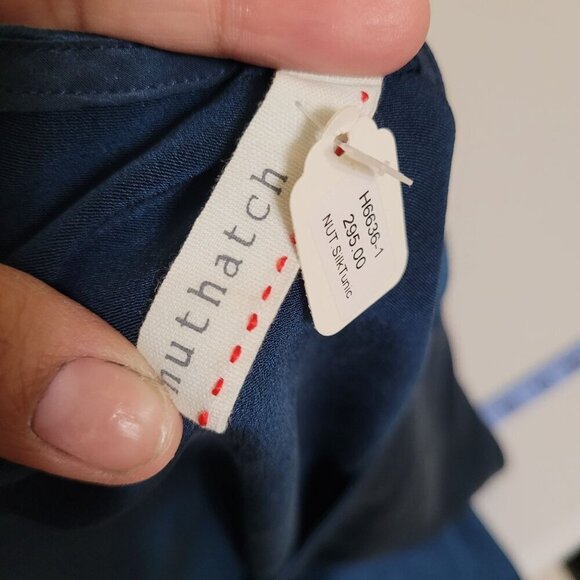 nuthatch
H6636-1
295.00
NUT SilkTunic